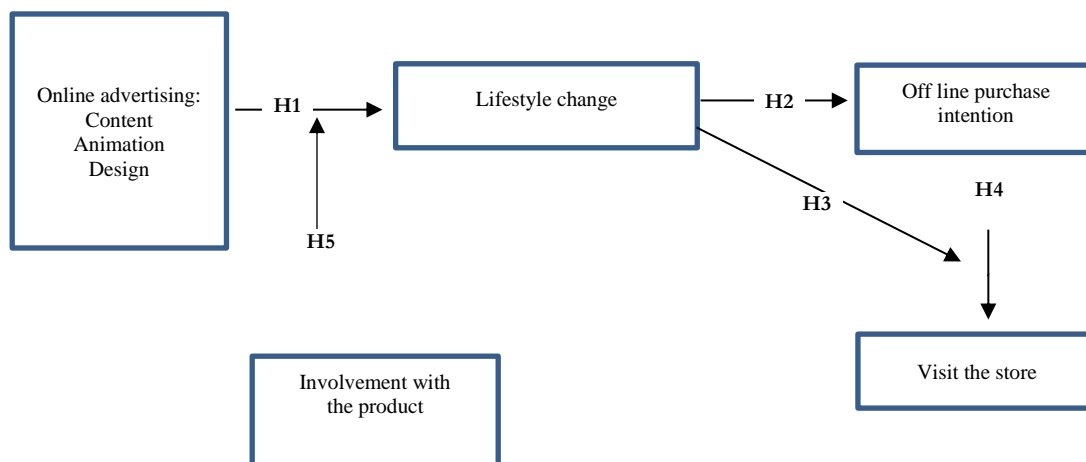 Online advertising:
Content
Animation
Design
H1
Lifestyle change
H2
Off line purchase
intention
H3
H4
H5
Visit the store
Involvement with
the product